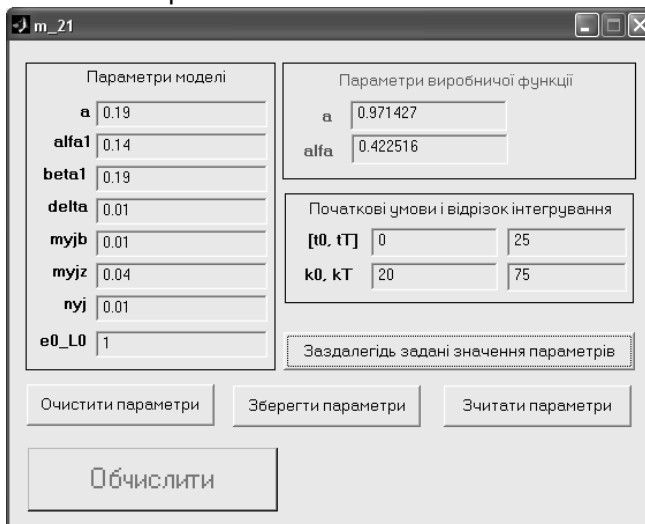 m_21
Параметри моделі
a 0.19
alfa1 0.14
beta1 0.19
delta 0.01
myjb 0.01
myjz 0.04
nyj 0.01
e0_L0 1
Параметри виробничої функції
a 0.971427
alfa 0.422516
Початкові умови і відрізок інтегрування
[t0, tT] 0 25
k0, kT 20 75
Заздалегідь задані значення параметрів
Очистити параметри Зберегти параметри Зчитати параметри
Обчислити